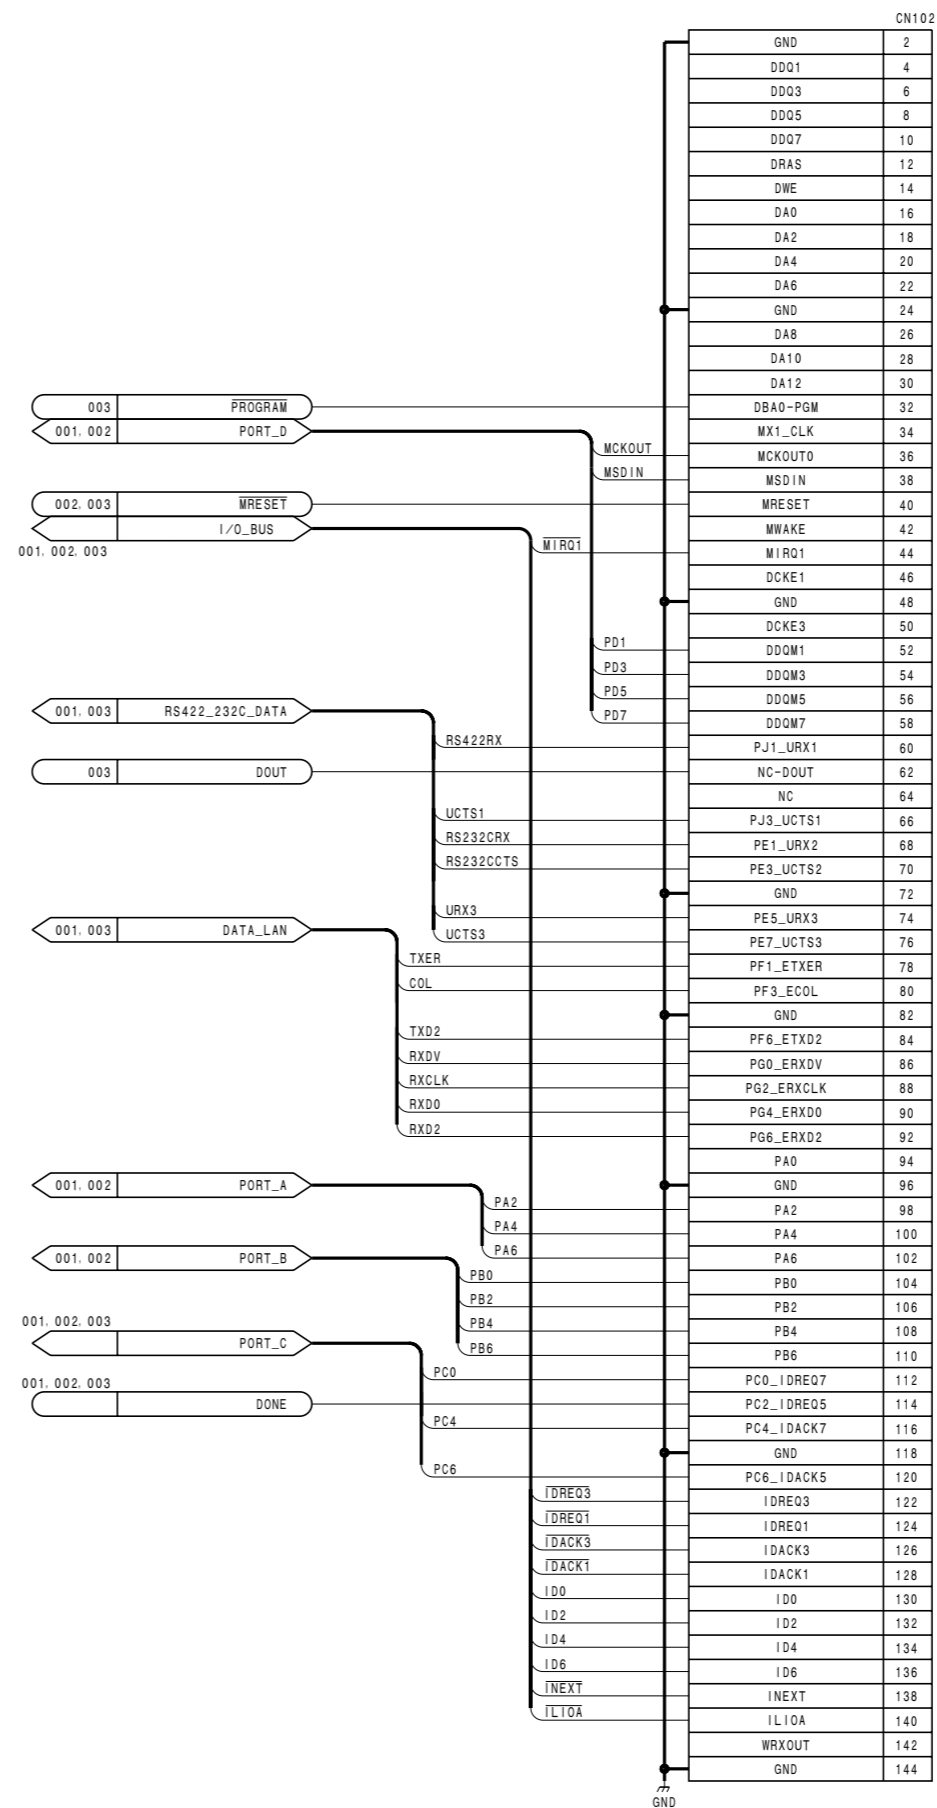 CN102
GND 2
DDQ1 4
DDQ3 6
DDQ5 8
DDQ7 10
DRAS 12
DWE 14
DA0 16
DA2 18
DA4 20
DA6 22
GND 24
DA8 26
DA10 28
DA12 30
003 PROGRAM DBA0-PGM 32
001, 002 PORT_D MX1_CLK 34
MCKOUT MCKOUT0 36
MSDIN MSDIN 38
002, 003 MRESET MRESET 40
I/O_BUS MWAKE 42
001, 002, 003 MIRQ1 MIRQ1 44
DCKE1 46
GND 48
DCKE3 50
PD1 DDQM1 52
PD3 DDQM3 54
PD5 DDQM5 56
001, 003 RS422_232C_DATA PD7 DDQM7 58
RS422RX PJ1_URX1 60
003 DOUT NC-DOUT 62
NC 64
UCTS1 PJ3_UCTS1 66
RS232CRX PE1_URX2 68
RS232CCTS PE3_UCTS2 70
GND 72
URX3 PE5_URX3 74
001, 003 DATA_LAN UCTS3 PE7_UCTS3 76
TXER PF1_ETXER 78
COL PF3_ECOL 80
GND 82
TXD2 PF6_ETXD2 84
RXDV PG0_ERXDV 86
RXCLK PG2_ERXCLK 88
RXD0 PG4_ERXD0 90
RXD2 PG6_ERXD2 92
PA0 94
001, 002 PORT_A GND 96
PA2 PA2 98
PA4 PA4 100
001, 002 PORT_B PA6 PA6 102
PB0 PB0 104
PB2 PB2 106
001, 002, 003 PB4 PB4 108
PORT_C PB6 PB6 110
001, 002, 003 PC0 PC0_IDREQ7 112
DONE PC2_IDREQ5 114
PC4 PC4_IDACK7 116
GND 118
PC6 PC6_IDACK5 120
IDREQ3 IDREQ3 122
IDREQ1 IDREQ1 124
IDACK3 IDACK3 126
IDACK1 IDACK1 128
ID0 ID0 130
ID2 ID2 132
ID4 ID4 134
ID6 ID6 136
INEXT INEXT 138
ILIOA ILIOA 140
WRXOUT 142
GND 144
GND